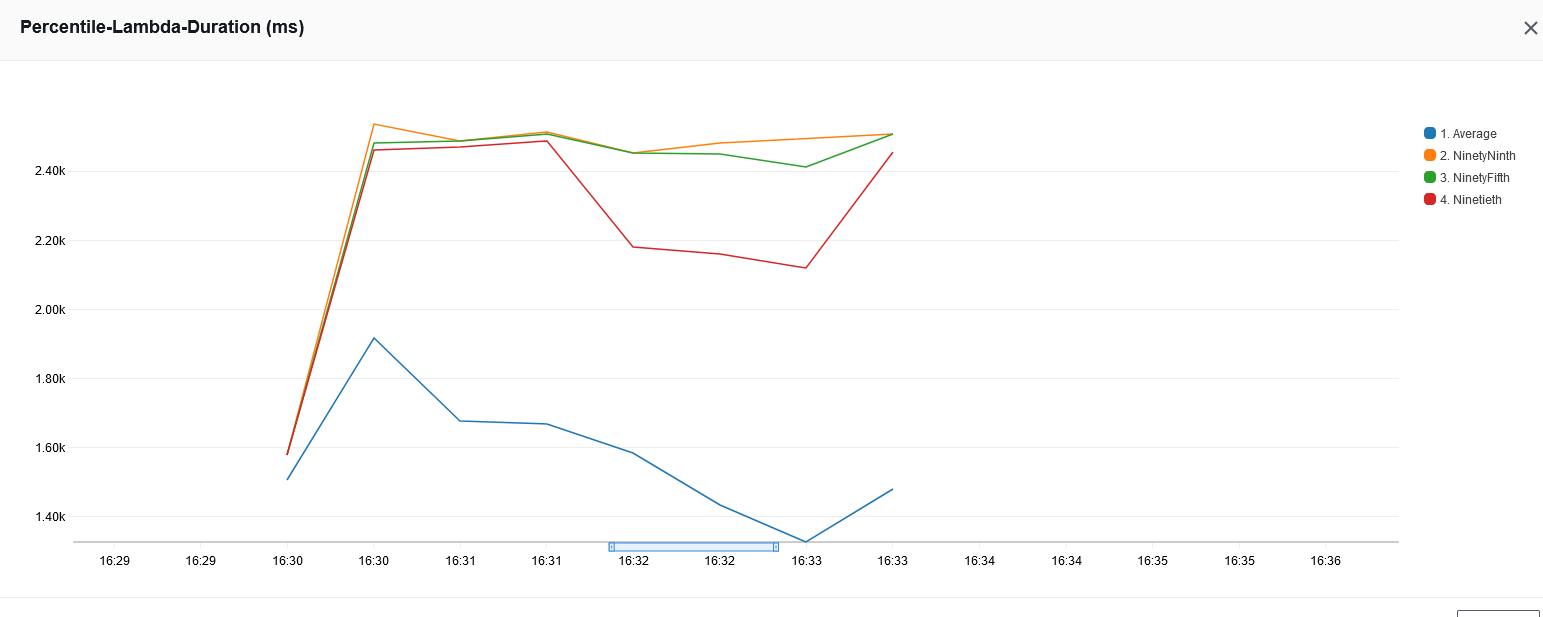 Percentile-Lambda-Duration (ms)
1. Average
2. NinetyNinth
3. NinetyFifth
4. Ninetieth
2.40k
2.20k
2.00k
1.80k
1.60k
1.40k
16:29 16:29 16:30 16:30 16:31 16:31 16:32 16:32 16:33 16:33 16:34 16:34 16:35 16:35 16:36